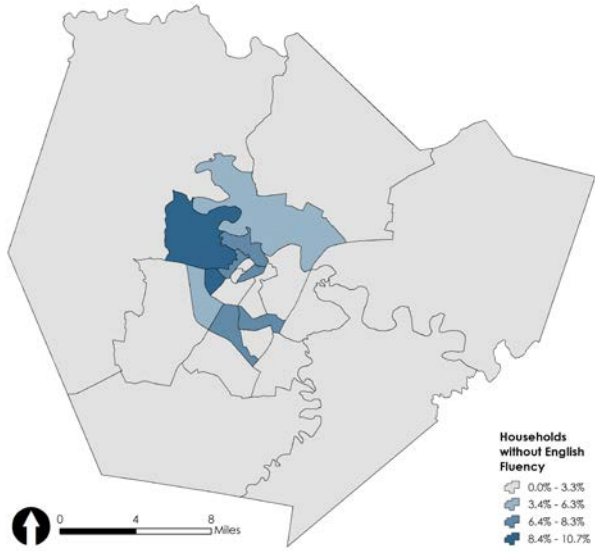 Households
without English
Fluency
0.0% - 3.3%
3.4% - 6.3%
6.4% - 8.3%
8.4% - 10.7%
0 4 8
Miles